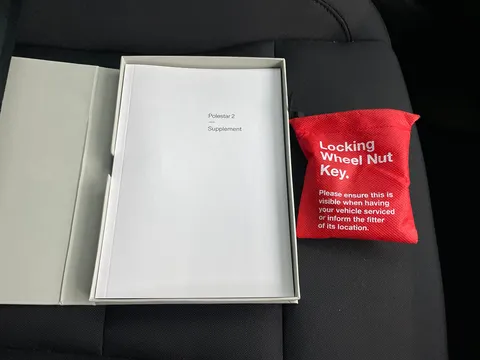 Polestar 2
Supplement
Locking
Wheel Nut
Key.
Please ensure this is
visible when having
your vehicle serviced
or inform the fitter
of its location.